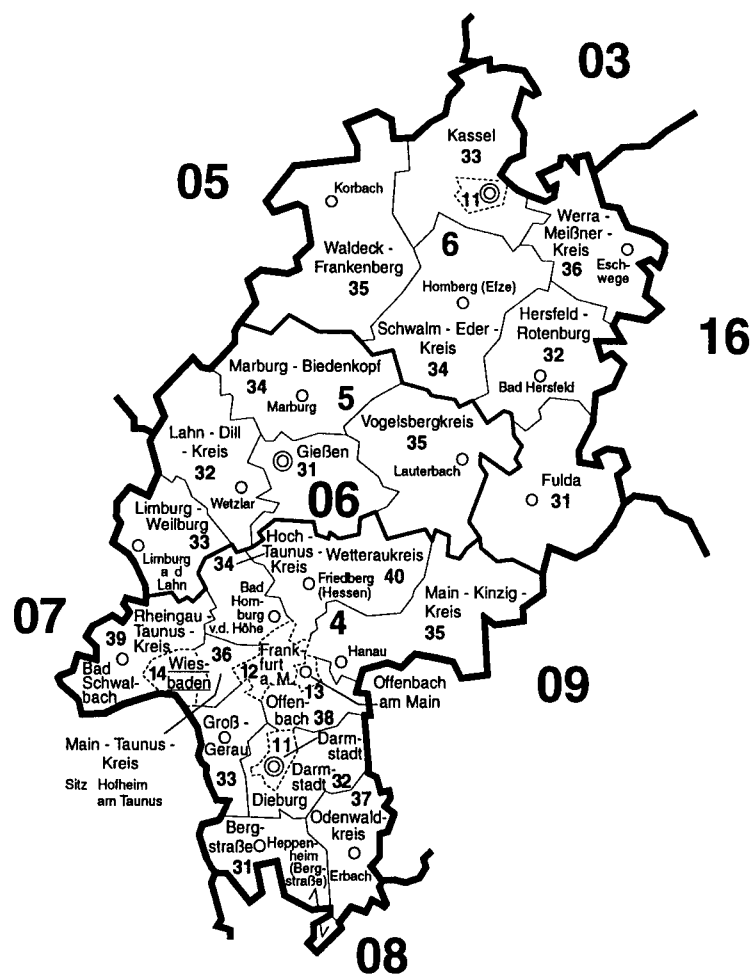 03
Kassel
33
11
05
Korbach
Werra -
Meißner -
Kreis
36
Esch-
wege
6
Waldeck -
Frankenberg
35
Homberg (Efze)
Schwalm - Eder -
Kreis
34
Hersfeld -
Rotenburg
32
Bad Hersfeld
16
Marburg - Biedenkopf
34
Marburg
5
Vogelsbergkreis
35
Lauterbach
Lahn - Dill
- Kreis
32
Wetzlar
Gießen
31
06
Fulda
31
Limburg -
Weilburg
33
Limburg
a d
Lahn
Hoch -
Taunus -
Kreis
34
Wetteraukreis
40
Friedberg
(Hessen)
Bad
Hom-
burg
v.d. Höhe
4
Main - Kinzig -
Kreis
35
Hanau
07
Rheingau
Taunus -
Kreis
39
Bad
Schwal-
bach
14
Wies-
baden
36
12
Frank-
furt
a. M.
13
Offenbach
am Main
09
Offen-
bach
38
Main - Taunus -
Kreis
Sitz Hofheim
am Taunus
Groß -
Gerau
33
11
Darm-
stadt
Darm-
stadt
32
Dieburg
37
Odenwald-
kreis
Erbach
Berg-
straße
31
Heppen-
heim
(Berg-
straße)
08